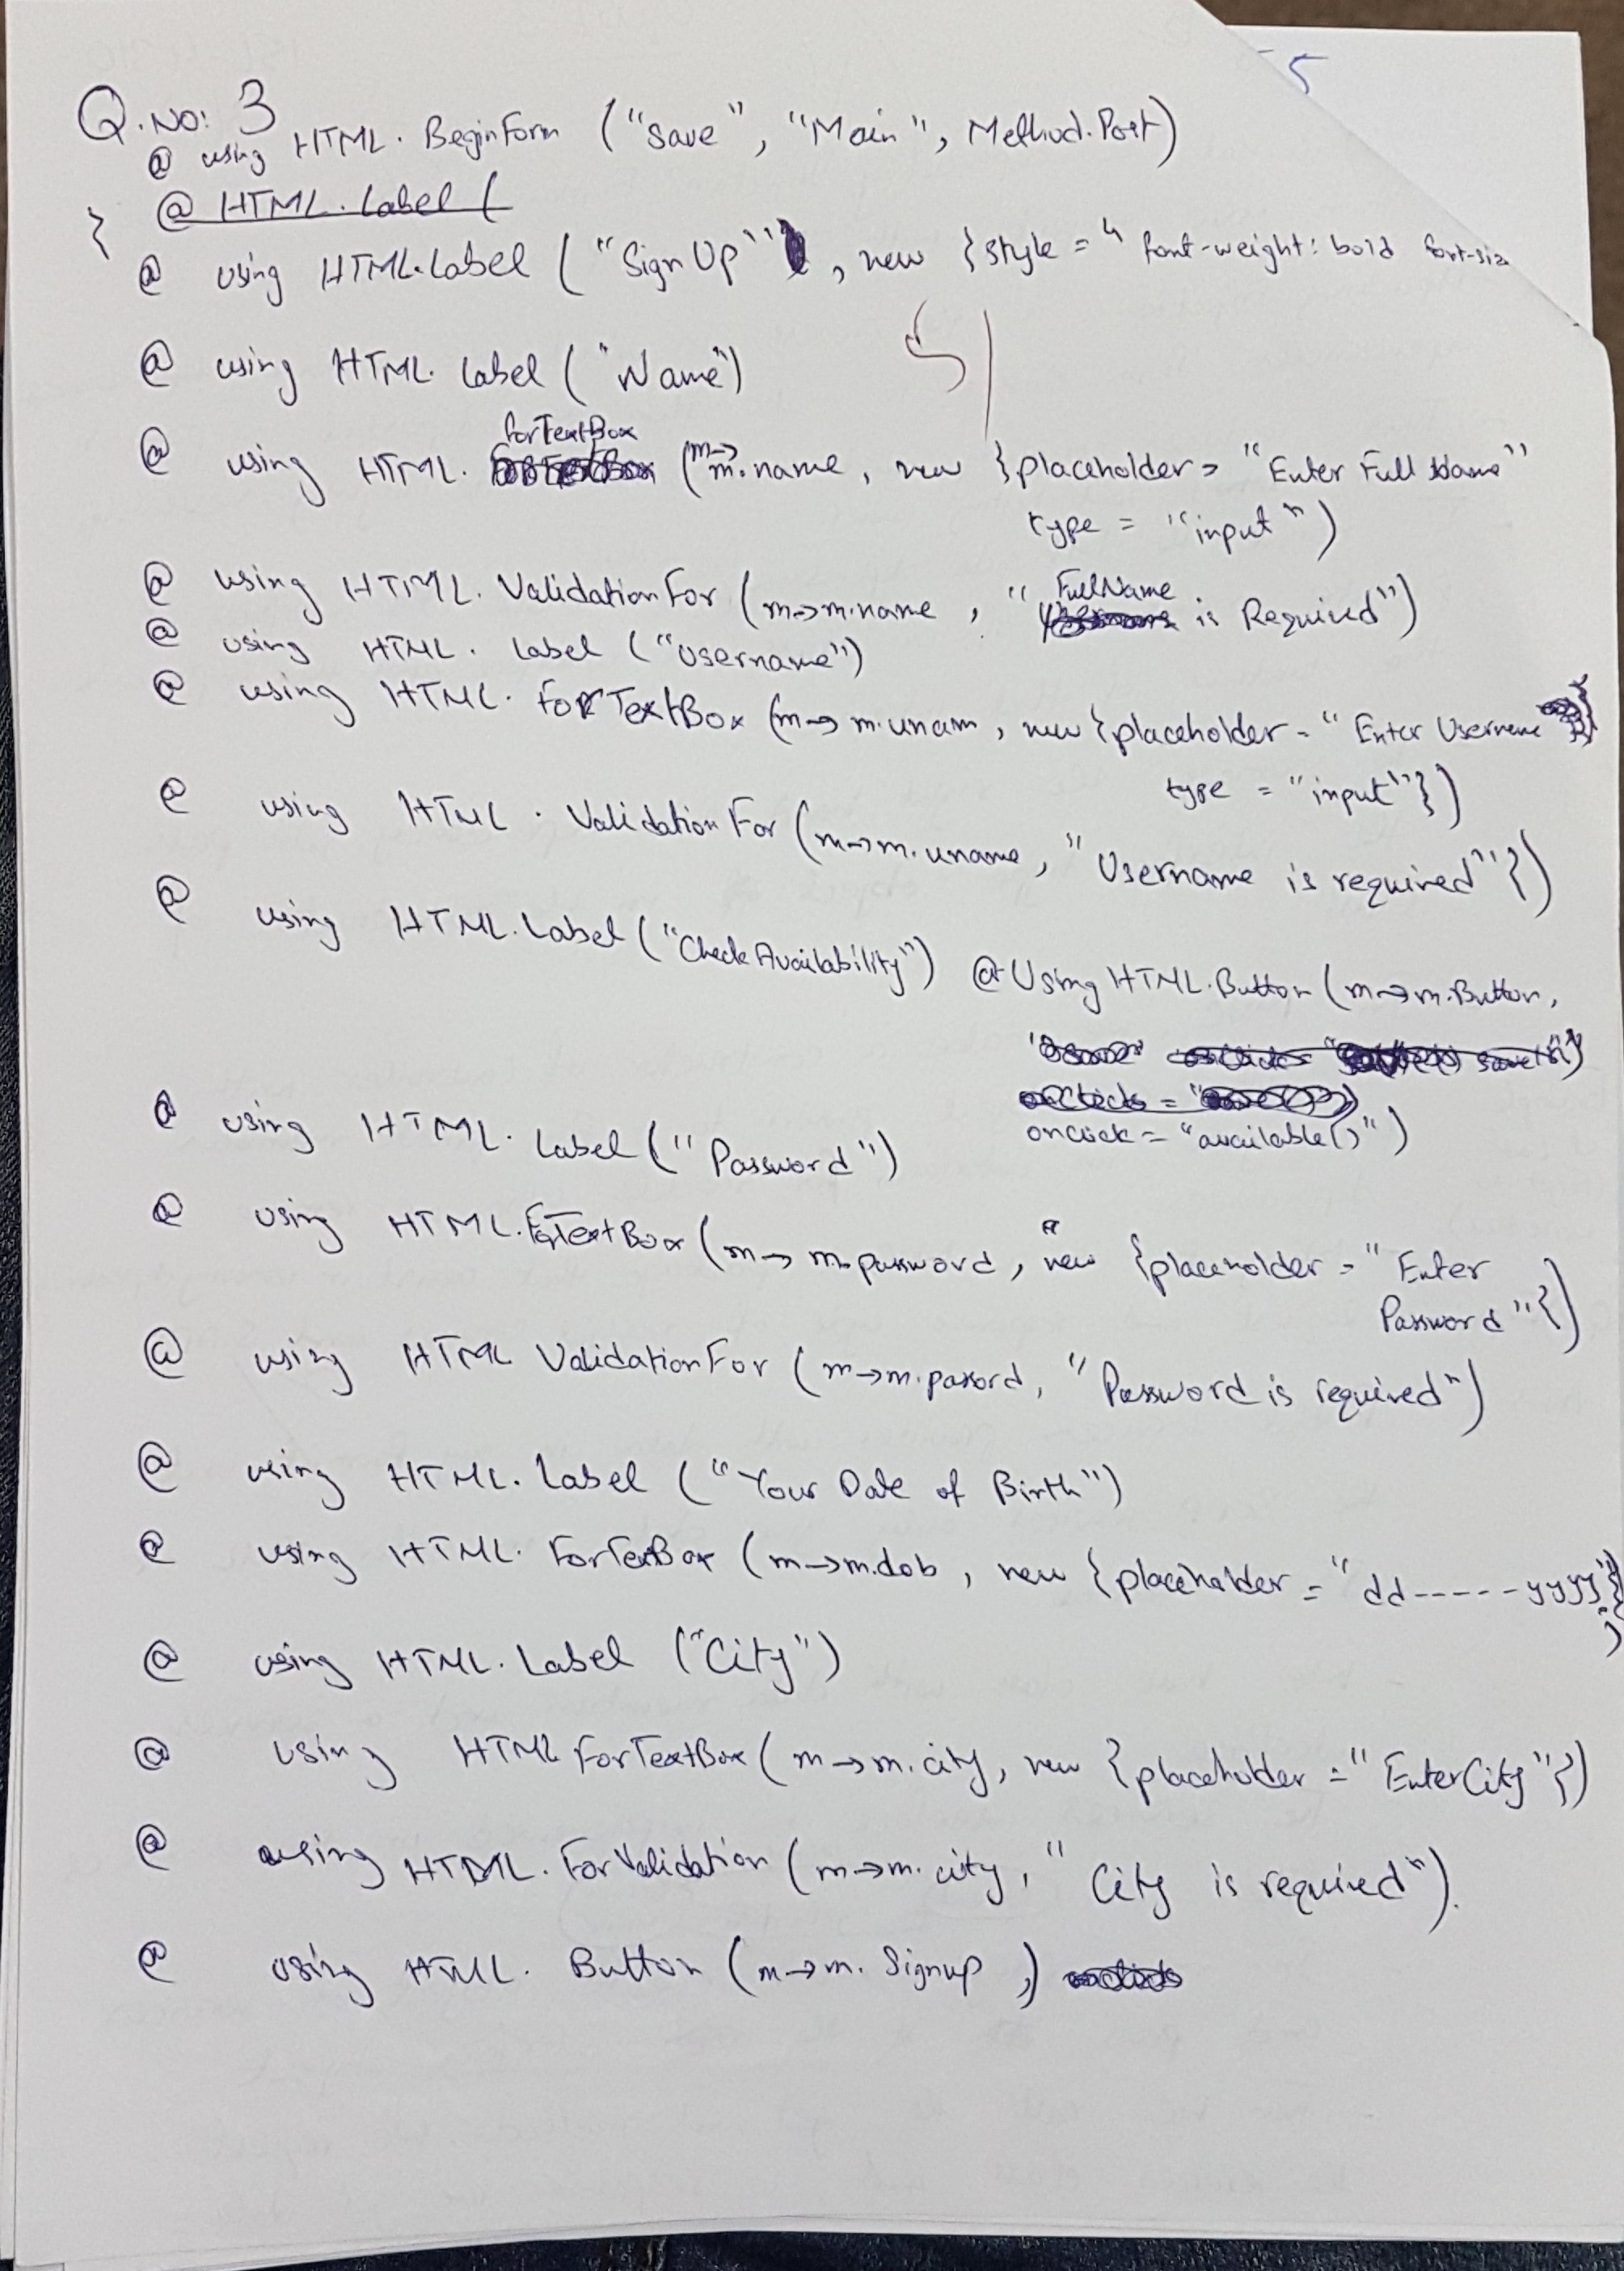 5
Q.No: 3
@ using HTML. BeginForm ("Save", "Main", Method.Post)
@ HTML. Label (
}
@ using HTML.Label ("Sign Up", new {style = " font-weight: bold font-siz
@ using HTML. Label ("Name")
@ using HTML. forTextBox (m→ m.name, new {placeholder = "Enter Full Name"
type = "input")
@ using HTML. ValidationFor (m→m.name, "FullName is Required")
@ using HTML. Label ("Username")
@ using HTML. ForTextBox (m→ m.unam, new {placeholder = "Enter Username
type = "input"})
@ using HTML. ValidationFor (m→m.uname, "Username is required"})
@ using HTML.Label ("CheckAvailability") @ Using HTML.Button (m→m.Button,
onclick = "available()")
@ using HTML. Label ("Password")
@ using HTML.ForTextBox (m→ m.password, new {placeholder = "Enter
Password"})
@ using HTML ValidationFor (m→m.pasord, "Password is required")
@ using HTML. Label ("Your Date of Birth")
@ using HTML. ForTexBox (m→m.dob, new {placeholder = "dd-----yyyy"}
)
@ using HTML. Label ("City")
@ using HTML ForTextBox (m→m.city, new {placeholder = "EnterCity"})
@ using HTML. ForValidation (m→m.city, "City is required").
@ using HTML. Button (m→m. Signup ,)